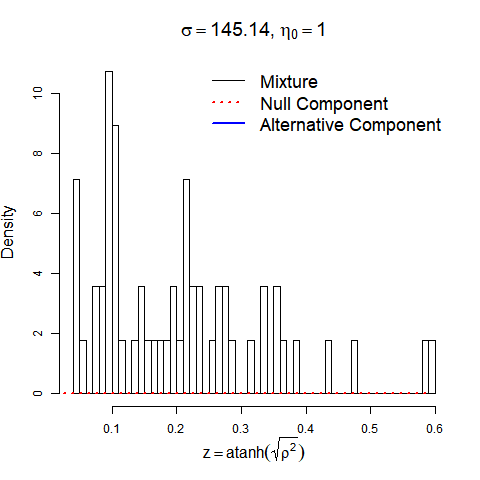 σ = 145.14, η₀ = 1
Mixture
Null Component
Alternative Component
Density
10
8
6
4
2
0
0.1 0.2 0.3 0.4 0.5 0.6
z = atanh(√ρ²)